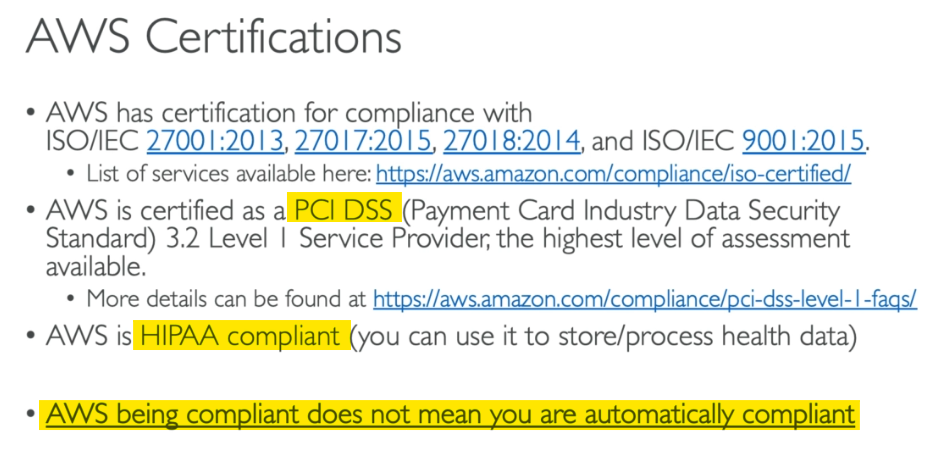 AWS Certifications
• AWS has certification for compliance with
ISO/IEC 27001:2013, 27017:2015, 27018:2014, and ISO/IEC 9001:2015.
• List of services available here: https://aws.amazon.com/compliance/iso-certified/
• AWS is certified as a PCI DSS (Payment Card Industry Data Security
Standard) 3.2 Level 1 Service Provider, the highest level of assessment
available.
• More details can be found at https://aws.amazon.com/compliance/pci-dss-level-1-faqs/
• AWS is HIPAA compliant (you can use it to store/process health data)
• AWS being compliant does not mean you are automatically compliant